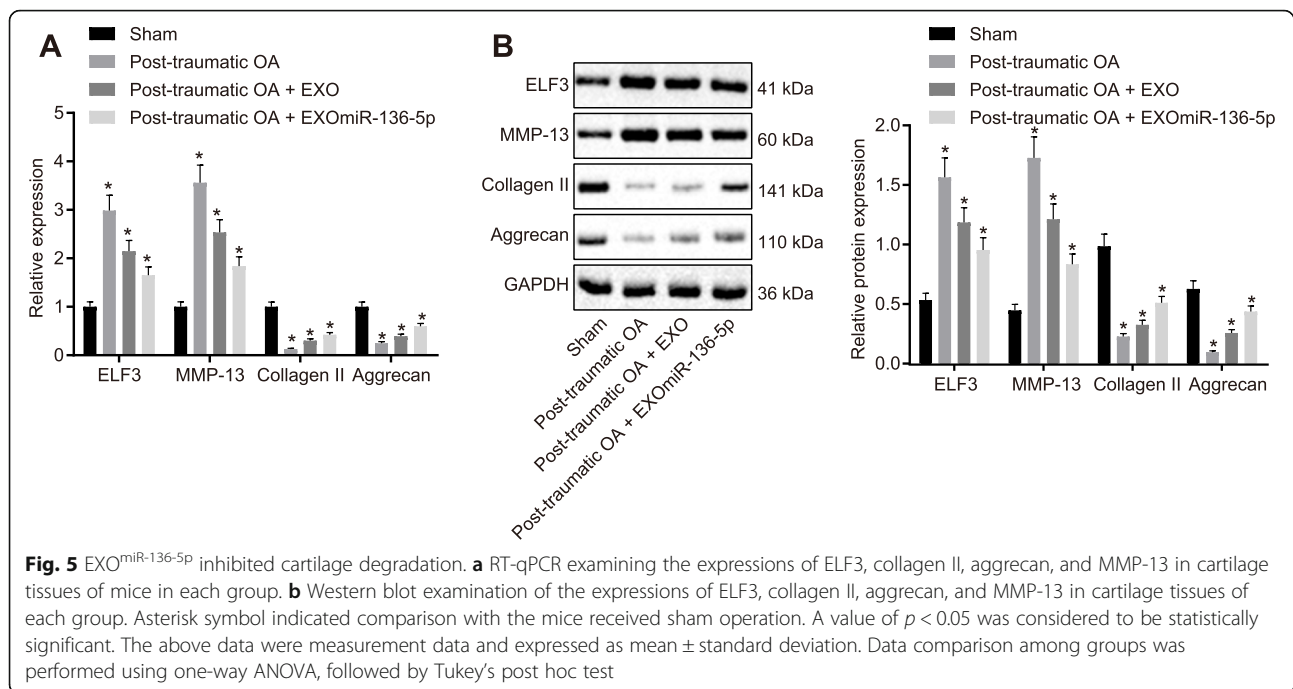 A
Sham
Post-traumatic OA
Post-traumatic OA + EXO
Post-traumatic OA + EXOmiR-136-5p
Relative expression
5
4
3
2
1
0
* * * * * * * * * * * *
ELF3 MMP-13 Collagen II Aggrecan
B
ELF3 41 kDa
MMP-13 60 kDa
Collagen II 141 kDa
Aggrecan 110 kDa
GAPDH 36 kDa
Sham
Post-traumatic OA
Post-traumatic OA + EXO
Post-traumatic OA + EXOmiR-136-5p
Sham
Post-traumatic OA
Post-traumatic OA + EXO
Post-traumatic OA + EXOmiR-136-5p
Relative protein expression
2.0
1.5
1.0
0.5
0.0
* * * * * * * * * * * *
ELF3 MMP-13 Collagen II Aggrecan
Fig. 5 EXOmiR-136-5p inhibited cartilage degradation. a RT-qPCR examining the expressions of ELF3, collagen II, aggrecan, and MMP-13 in cartilage
tissues of mice in each group. b Western blot examination of the expressions of ELF3, collagen II, aggrecan, and MMP-13 in cartilage tissues of
each group. Asterisk symbol indicated comparison with the mice received sham operation. A value of p < 0.05 was considered to be statistically
significant. The above data were measurement data and expressed as mean ± standard deviation. Data comparison among groups was
performed using one-way ANOVA, followed by Tukey's post hoc test